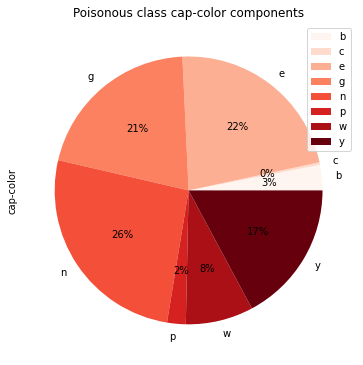 Poisonous class cap-color components
b
c
e
g
n
p
w
y
e
g
21%
22%
c
0%
b
3%
cap-color
26%
2%
8%
17%
n
y
p
w